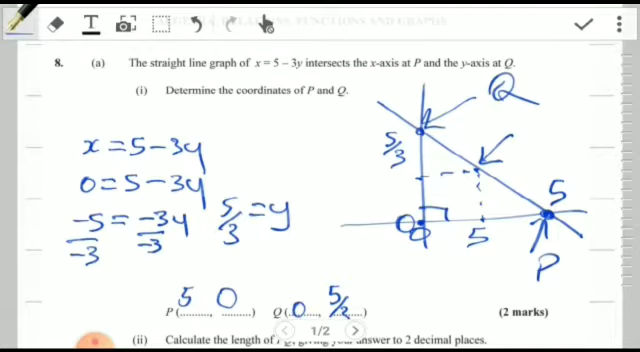 8. (a) The straight line graph of x = 5 – 3y intersects the x-axis at P and the y-axis at Q.
(i) Determine the coordinates of P and Q.
Q
x = 5 – 3y
5/3
0 = 5 – 3y
-5/-3 = -3y/-3 5/3 = y
5
0 5
P
P (5, 0) Q (0, 5/3) (2 marks)
1/2
(ii) Calculate the length of answer to 2 decimal places.